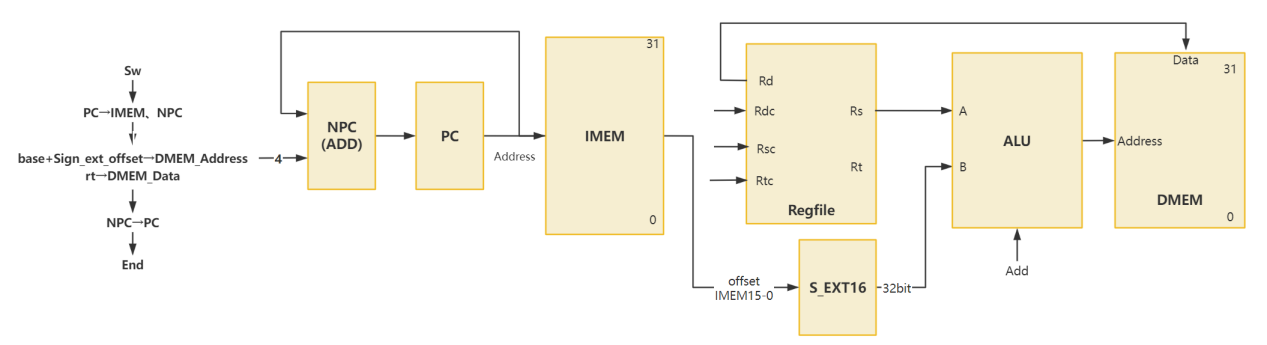 Sw
PC→IMEM、NPC
base+Sign_ext_offset→DMEM_Address
rt→DMEM_Data
NPC→PC
End
4
NPC
(ADD)
PC
Address
31
IMEM
0
Rd
Rdc
Rsc
Rtc
Rs
Rt
Regfile
offset
IMEM15-0
S_EXT16
32bit
A
B
ALU
Add
Data
31
Address
DMEM
0